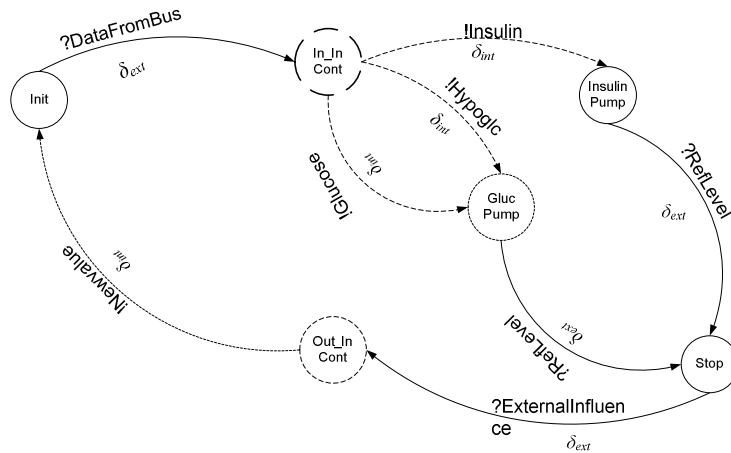 ?DataFromBus
δext
Init
In_In
Cont
!Insulin
δint
!Hypoglc
δint
!Glucose
δint
Insulin
Pump
Gluc
Pump
?RefLevel
δext
!Newvalue
δint
Out_In
Cont
?RefLevel
δext
Stop
?ExternalInfluen
ce
δext